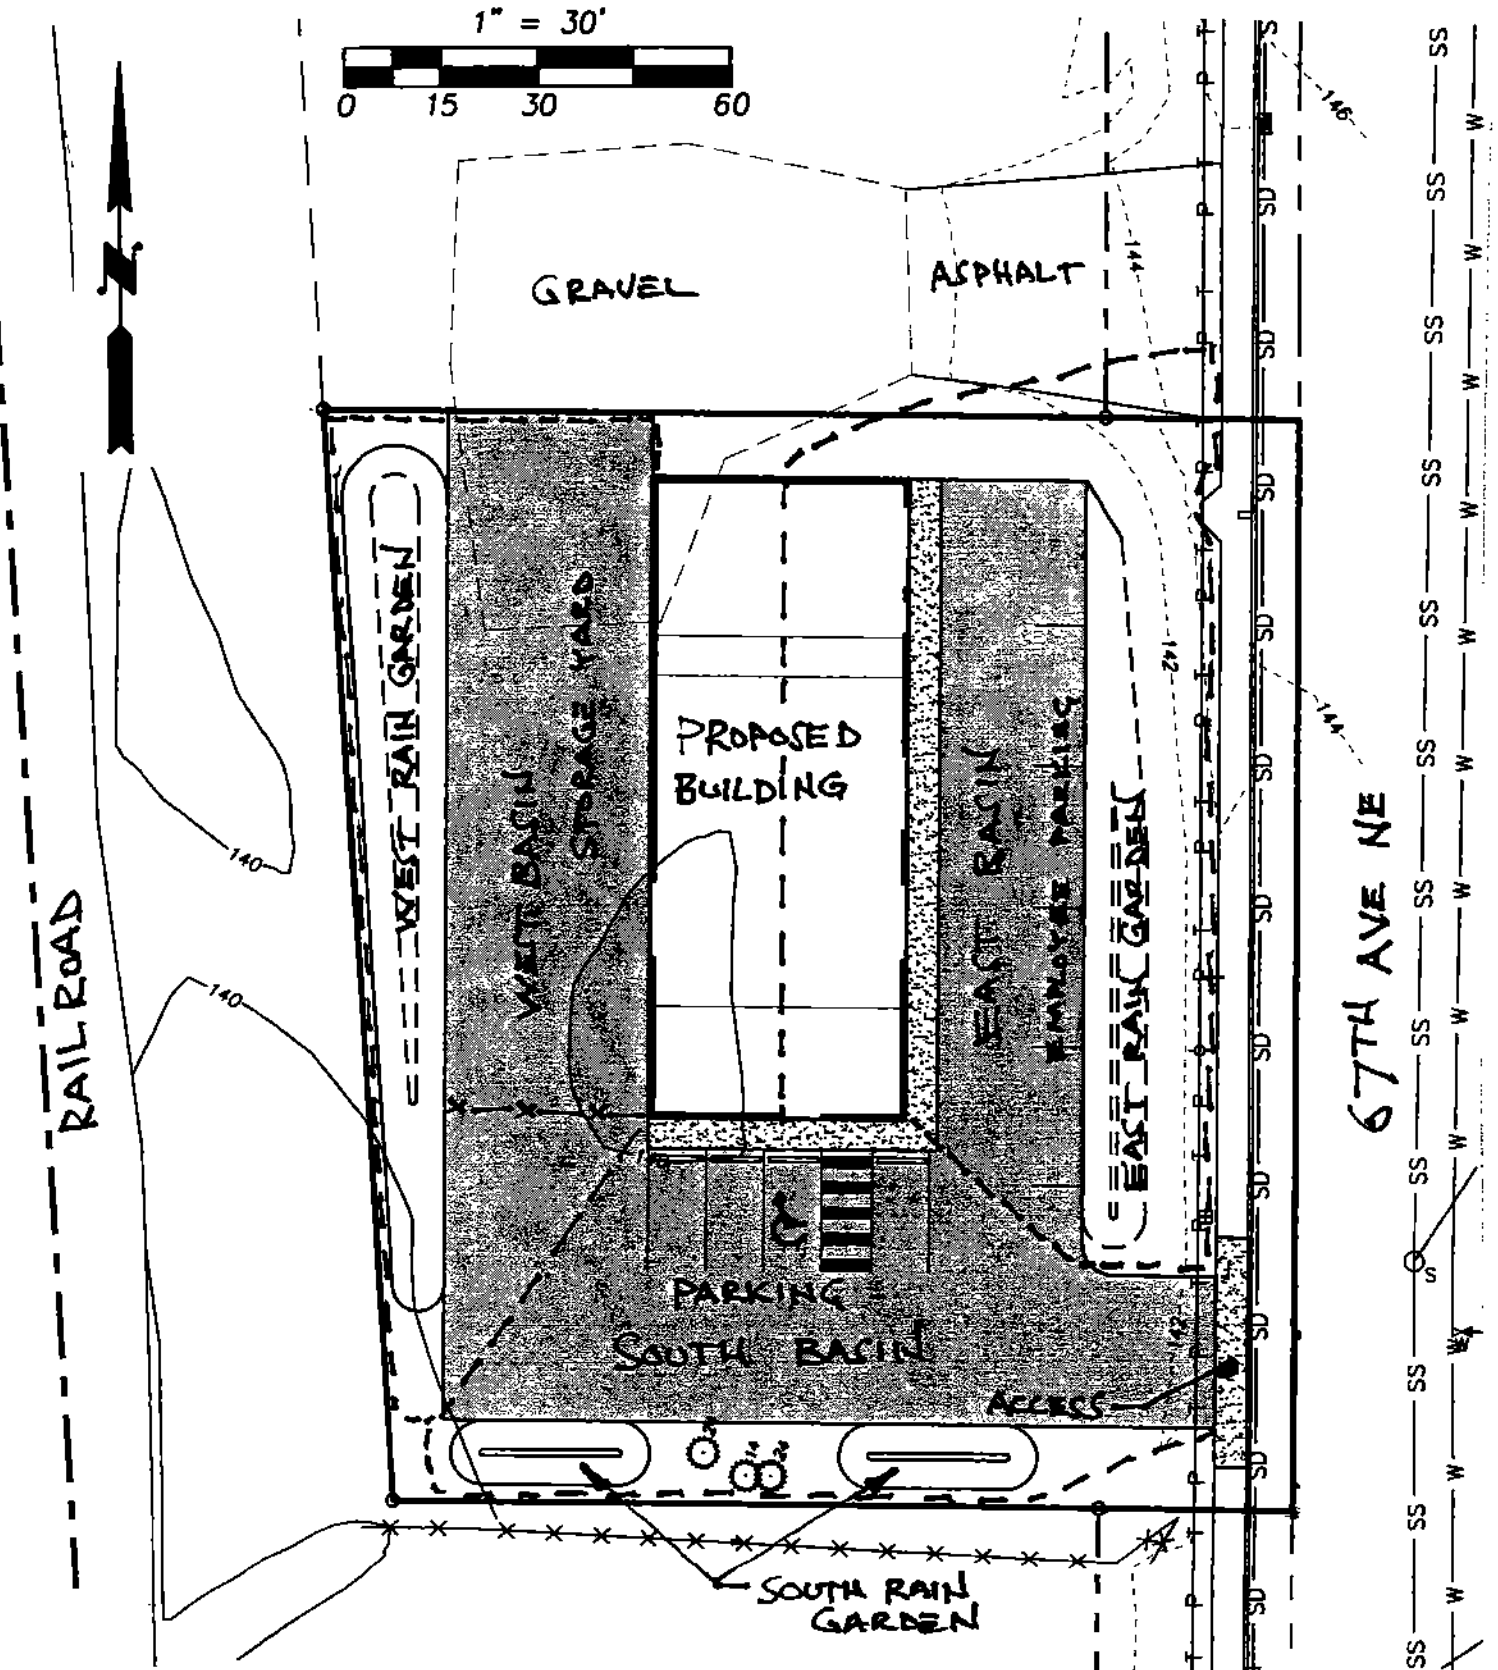 1" = 30'
0 15 30 60
N
146
GRAVEL
ASPHALT
144
WEST RAIN GARDEN
WEST BASIN
STORAGE YARD
PROPOSED
BUILDING
EAST BASIN
EMPLOYEE PARKING
EAST RAIN GARDEN
142
144
67TH AVE NE
140
140
RAILROAD
PARKING
SOUTH BASIN
142
ACCESS
S
SOUTH RAIN
GARDEN
SD
SS
W
T
P